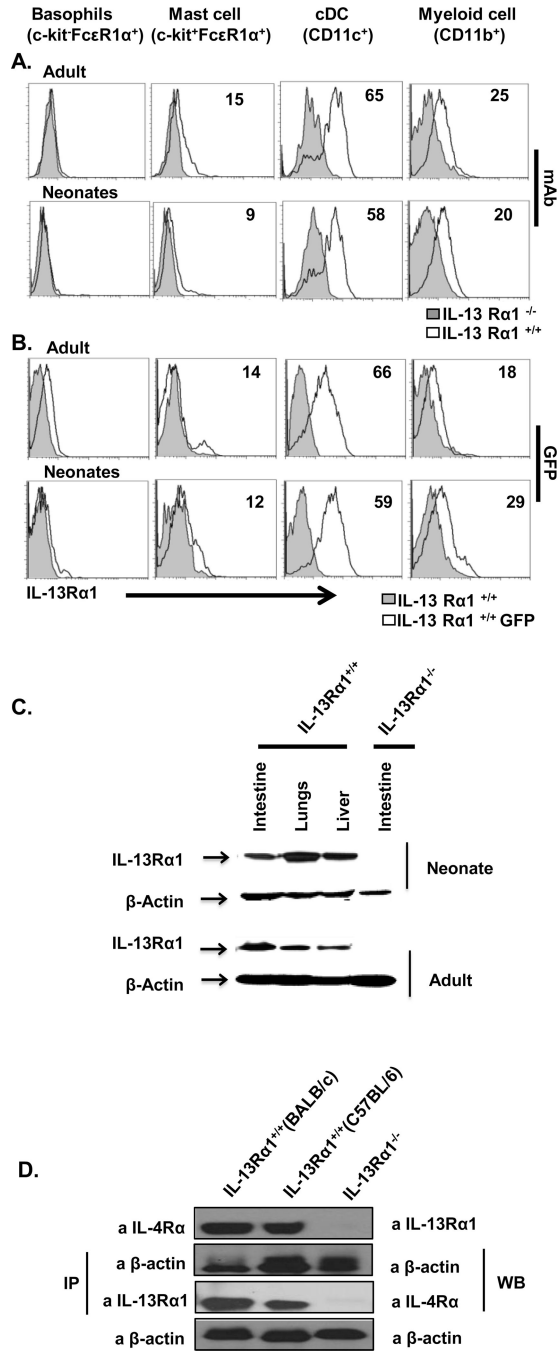 Basophils Mast cell cDC Myeloid cell
(c-kit⁻FcεR1α⁺) (c-kit⁺FcεR1α⁺) (CD11c⁺) (CD11b⁺)
A.
Adult
15 65 25
Neonates
9 58 20
mAb
IL-13 Rα1 ⁻/⁻
IL-13 Rα1 ⁺/⁺
B.
Adult
14 66 18
Neonates
12 59 29
GFP
IL-13Rα1
IL-13 Rα1 ⁺/⁺
IL-13 Rα1 ⁺/⁺ GFP
C.
IL-13Rα1⁺/⁺ IL-13Rα1⁻/⁻
Intestine Lungs Liver Intestine
IL-13Rα1
Neonate
β-Actin
IL-13Rα1
Adult
β-Actin
D.
IL-13Rα1⁺/⁺(BALB/c) IL-13Rα1⁺/⁺(C57BL/6) IL-13Rα1⁻/⁻
a IL-4Rα a IL-13Rα1
a β-actin a β-actin
IP WB
a IL-13Rα1 a IL-4Rα
a β-actin a β-actin